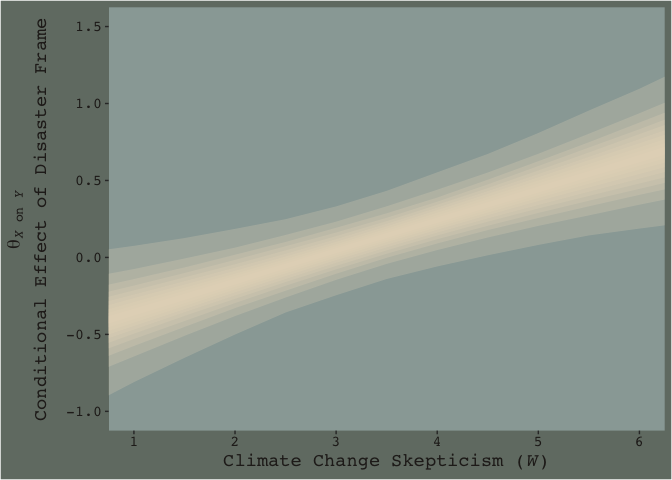 θX on Y
Conditional Effect of Disaster Frame
1.5
1.0
0.5
0.0
−0.5
−1.0
1 2 3 4 5 6
Climate Change Skepticism (W)